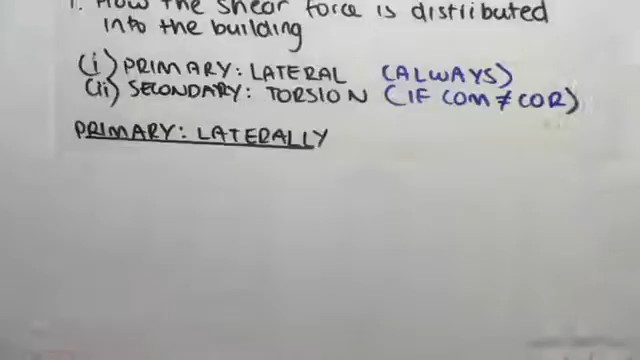 1. How the shear force is distributed
into the building
(i) PRIMARY: LATERAL (ALWAYS)
(ii) SECONDARY: TORSION (IF COM ≠ COR)
PRIMARY: LATERALLY